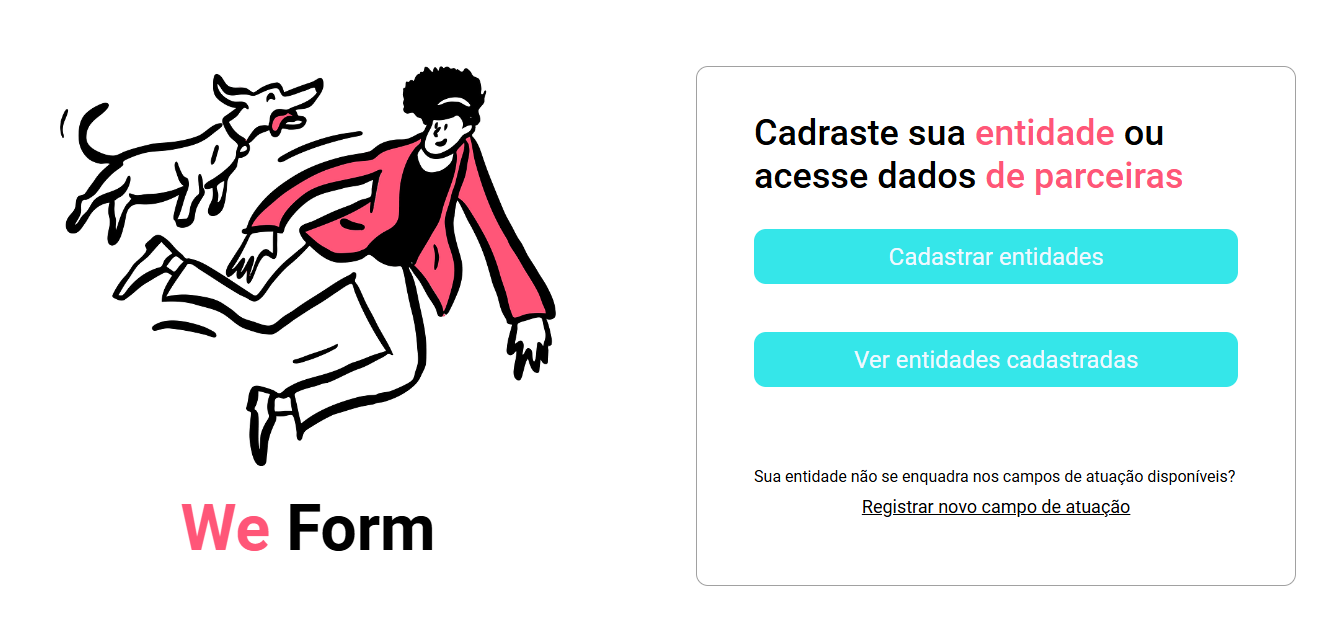 We Form
Cadraste sua entidade ou
acesse dados de parceiras
Cadastrar entidades
Ver entidades cadastradas
Sua entidade não se enquadra nos campos de atuação disponíveis?
Registrar novo campo de atuação